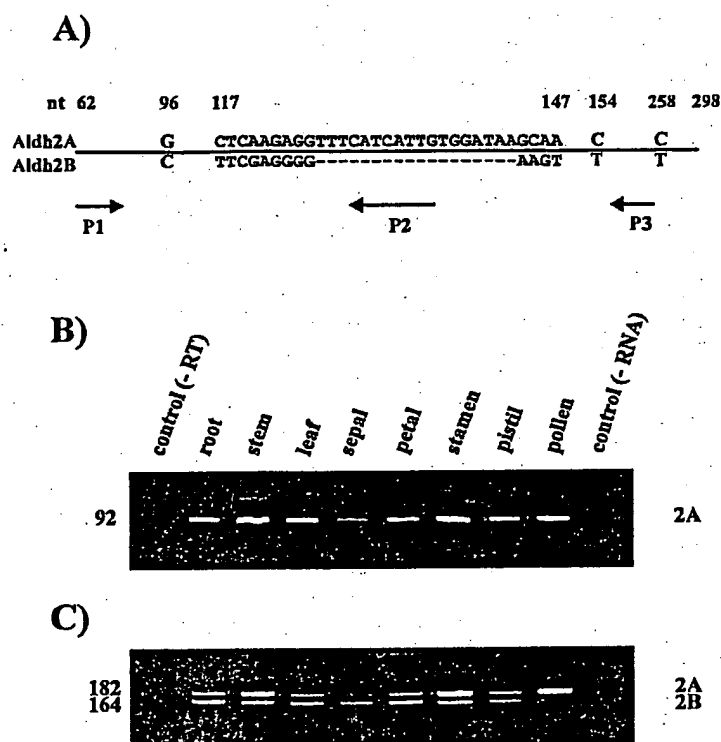 A)
nt 62 96 117 147 154 258 298
Aldh2A G CTCAAGAGGTTTCATCATTGTGGATAAGCAA C C
Aldh2B C TTCGAGGGG------------------AAGT T T
P1 P2 P3
B)
control (- RT) root stem leaf sepal petal stamen pistil pollen control (- RNA)
92 2A
C)
182 2A
164 2B